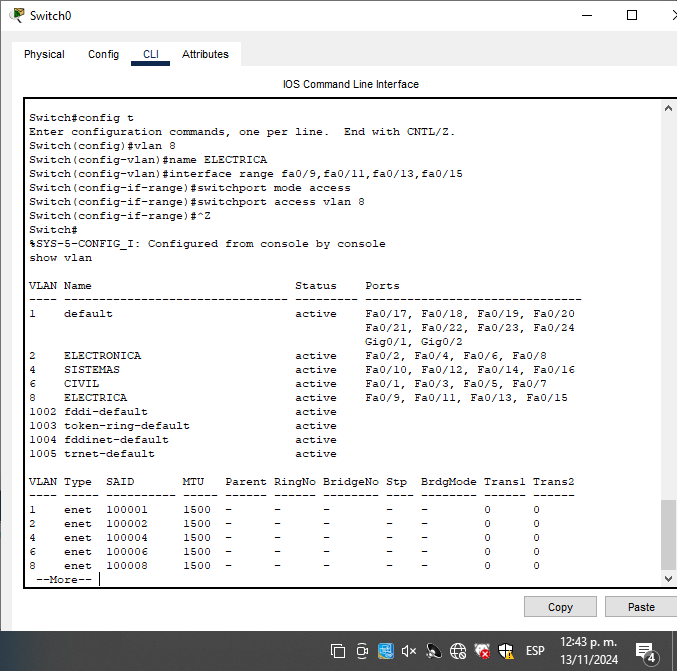 Switch0
Physical Config CLI Attributes
IOS Command Line Interface
Switch#config t
Enter configuration commands, one per line.  End with CNTL/Z.
Switch(config)#vlan 8
Switch(config-vlan)#name ELECTRICA
Switch(config-vlan)#interface range fa0/9,fa0/11,fa0/13,fa0/15
Switch(config-if-range)#switchport mode access
Switch(config-if-range)#switchport access vlan 8
Switch(config-if-range)#^Z
Switch#
%SYS-5-CONFIG_I: Configured from console by console
show vlan
VLAN Name                             Status    Ports
---- -------------------------------- --------- -------------------------------
1    default                          active    Fa0/17, Fa0/18, Fa0/19, Fa0/20
                                                Fa0/21, Fa0/22, Fa0/23, Fa0/24
                                                Gig0/1, Gig0/2
2    ELECTRONICA                      active    Fa0/2, Fa0/4, Fa0/6, Fa0/8
4    SISTEMAS                         active    Fa0/10, Fa0/12, Fa0/14, Fa0/16
6    CIVIL                            active    Fa0/1, Fa0/3, Fa0/5, Fa0/7
8    ELECTRICA                        active    Fa0/9, Fa0/11, Fa0/13, Fa0/15
1002 fddi-default                     active
1003 token-ring-default               active
1004 fddinet-default                  active
1005 trnet-default                    active
VLAN Type  SAID       MTU   Parent RingNo BridgeNo Stp  BrdgMode Trans1 Trans2
---- ----- ---------- ----- ------ ------ -------- ---- -------- ------ ------
1    enet  100001     1500  -      -      -        -    -        0      0
2    enet  100002     1500  -      -      -        -    -        0      0
4    enet  100004     1500  -      -      -        -    -        0      0
6    enet  100006     1500  -      -      -        -    -        0      0
8    enet  100008     1500  -      -      -        -    -        0      0
 --More--
Copy Paste
ESP 12:43 p. m.
13/11/2024 4